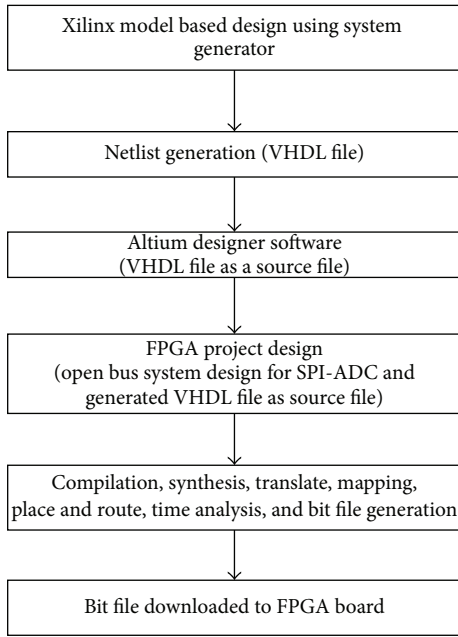 Xilinx model based design using system
generator
Netlist generation (VHDL file)
Altium designer software
(VHDL file as a source file)
FPGA project design
(open bus system design for SPI-ADC and
generated VHDL file as source file)
Compilation, synthesis, translate, mapping,
place and route, time analysis, and bit file generation
Bit file downloaded to FPGA board